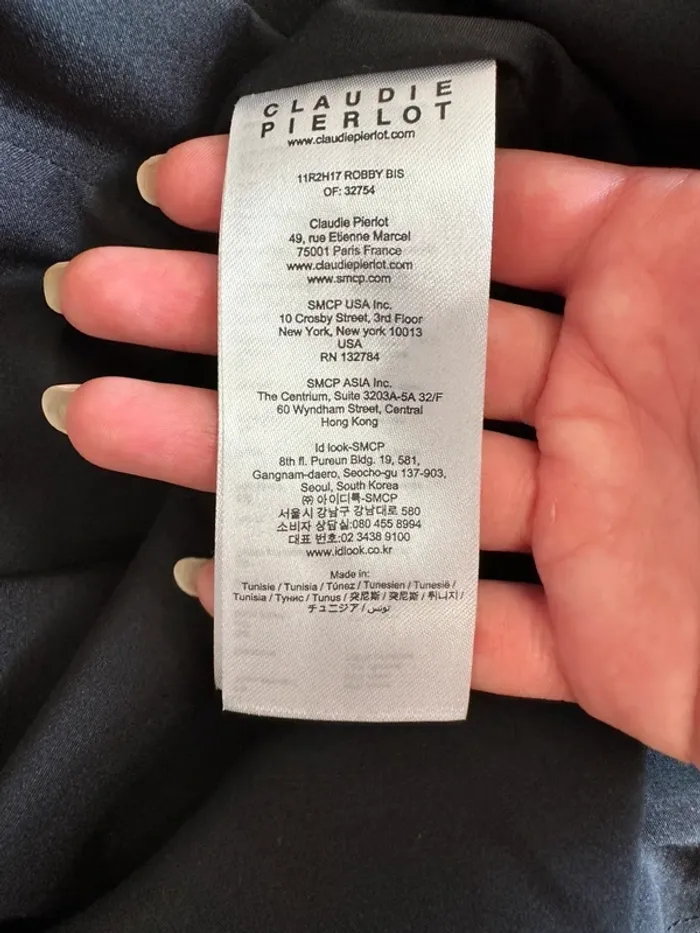 CLAUDIE
PIERLOT
www.claudiepierlot.com
11R2H17 ROBBY BIS
OF: 32754
Claudie Pierlot
49, rue Etienne Marcel
75001 Paris France
www.claudiepierlot.com
www.smcp.com
SMCP USA Inc.
10 Crosby Street, 3rd Floor
New York, New york 10013
USA
RN 132784
SMCP ASIA Inc.
The Centrium, Suite 3203A-5A 32/F
60 Wyndham Street, Central
Hong Kong
Id look-SMCP
8th fl. Pureun Bldg. 19, 581,
Gangnam-daero, Seocho-gu 137-903,
Seoul, South Korea
㈜ 아이디룩-SMCP
서울시 강남구 강남대로 580
소비자 상담실:080 455 8994
대표 번호:02 3438 9100
www.idlook.co.kr
Made in:
Tunisie / Tunisia / Túnez / Tunesien / Tunesië /
Tunisia / Тунис / Tunus / 突尼斯 / 突尼斯 / 튀니지 /
チュニジア / تونس